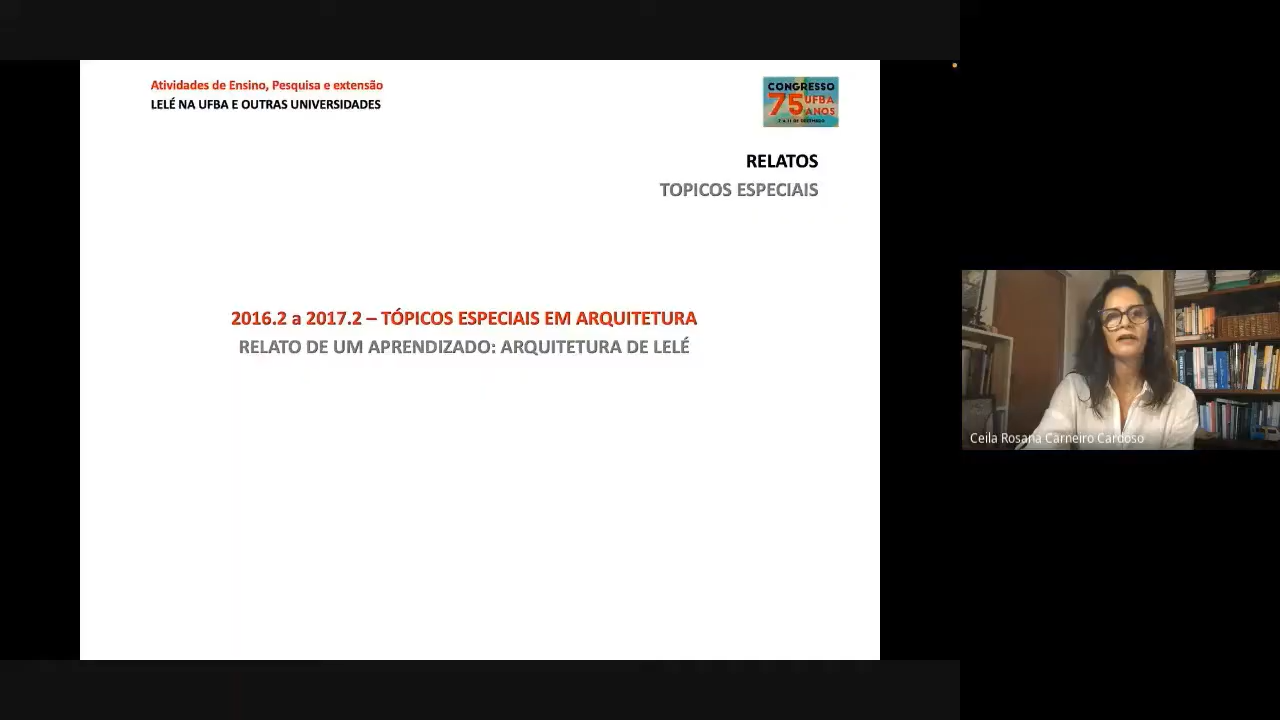 Atividades de Ensino, Pesquisa e extensão
LELÉ NA UFBA E OUTRAS UNIVERSIDADES
CONGRESSO
75 UFBA
ANOS
RELATOS
TOPICOS ESPECIAIS
2016.2 a 2017.2 – TÓPICOS ESPECIAIS EM ARQUITETURA
RELATO DE UM APRENDIZADO: ARQUITETURA DE LELÉ
Ceila Rosana Carneiro Cardoso